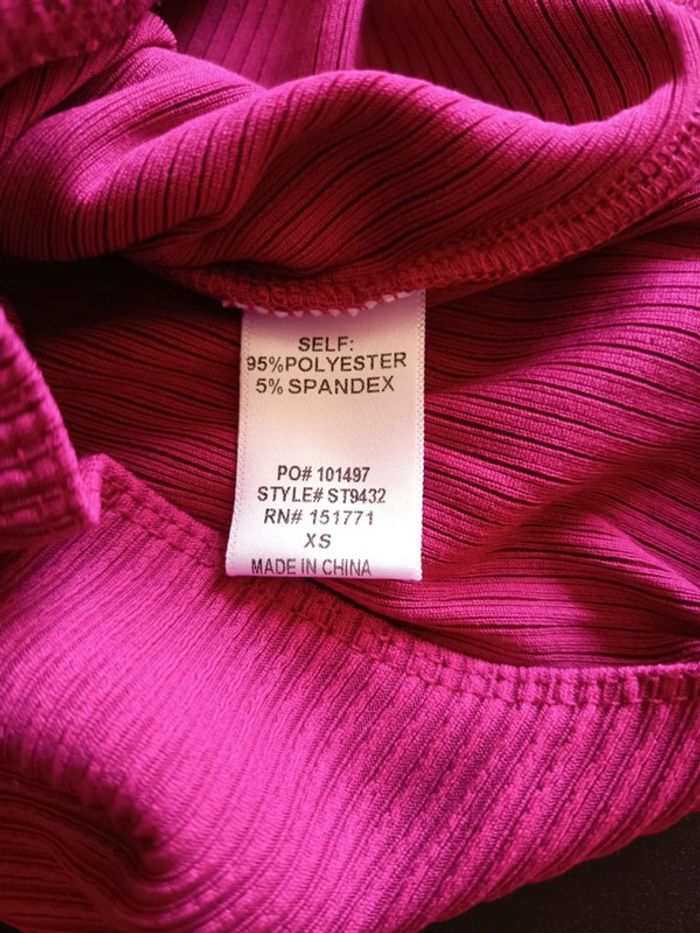 SELF:
95%POLYESTER
5% SPANDEX
PO# 101497
STYLE# ST9432
RN# 151771
XS
MADE IN CHINA